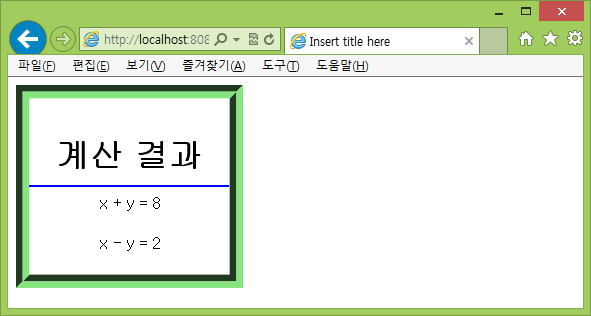 http://localhost:808
Insert title here
파일(F) 편집(E) 보기(V) 즐겨찾기(A) 도구(T) 도움말(H)
계산 결과
x + y = 8
x - y = 2